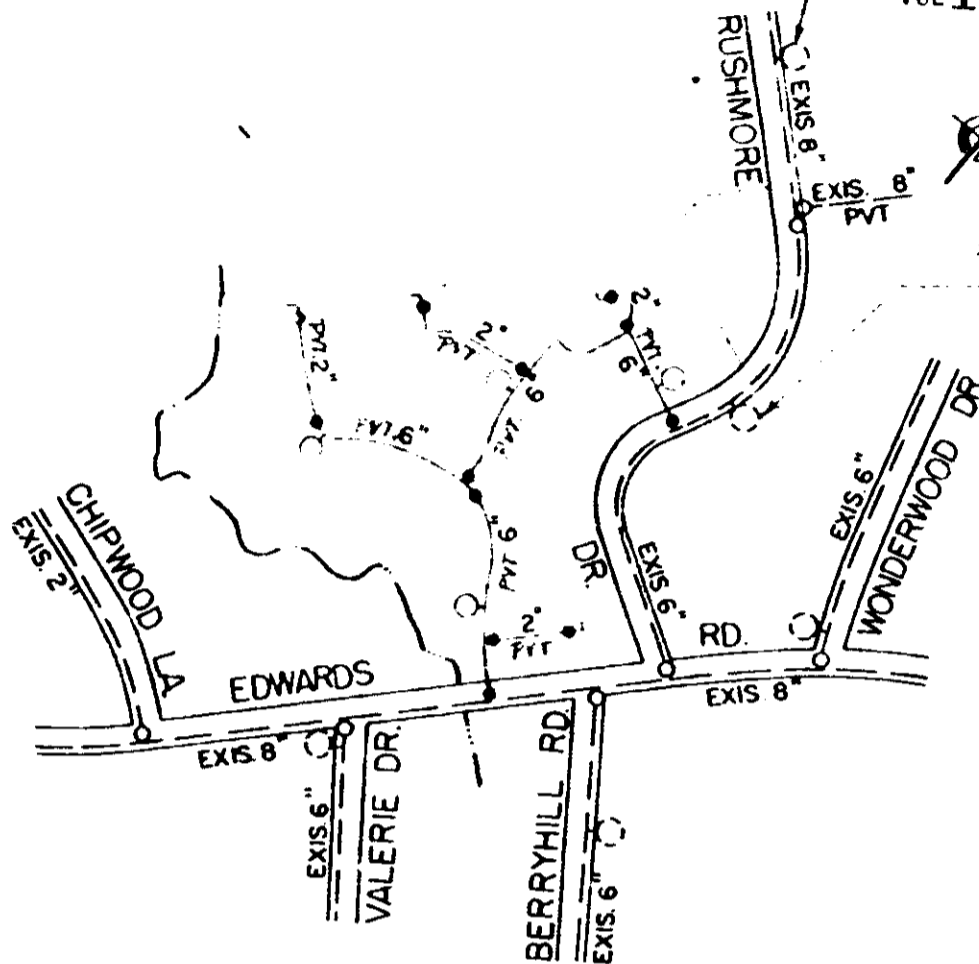 RUSHMORE
EXIS. 8"
EXIS. 8"
PVT
2"
PVT.
6"
2"
PVT
PVT. 2"
6"
PVT
PVT. 6"
6"
PVT
2"
PVT
CHIPWOOD LA.
EXIS. 2"
DR.
EXIS 6"
EXIS. 6"
WONDERWOOD DR
EDWARDS RD.
EXIS. 8"
EXIS. 8"
EXIS. 6"
VALERIE DR.
BERRYHILL RD.
EXIS. 6"